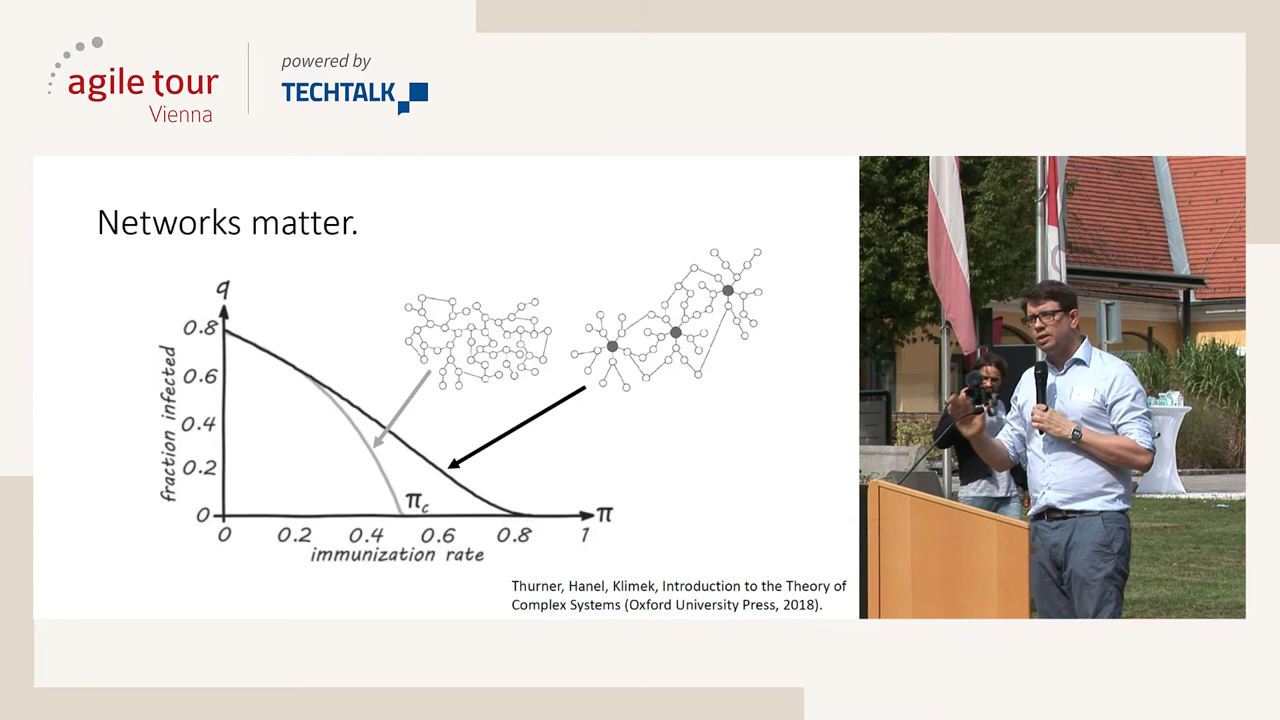 agile tour
Vienna
powered by
TECHTALK
Networks matter.
q
0.8
0.6
0.4
0.2
0
fraction infected
πc
π
0 0.2 0.4 0.6 0.8 1
immunization rate
Thurner, Hanel, Klimek, Introduction to the Theory of
Complex Systems (Oxford University Press, 2018).